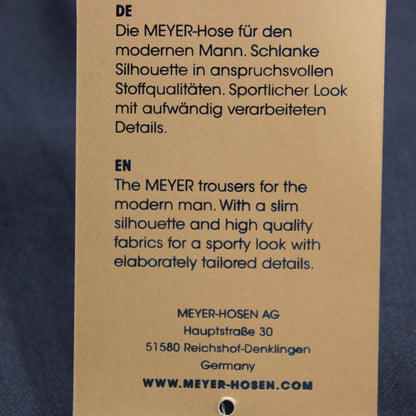 DE
Die MEYER-Hose für den
modernen Mann. Schlanke
Silhouette in anspruchsvollen
Stoffqualitäten. Sportlicher Look
mit aufwändig verarbeiteten
Details.
EN
The MEYER trousers for the
modern man. With a slim
silhouette and high quality
fabrics for a sporty look with
elaborately tailored details.
MEYER-HOSEN AG
Hauptstraße 30
51580 Reichshof-Denklingen
Germany
WWW.MEYER-HOSEN.COM